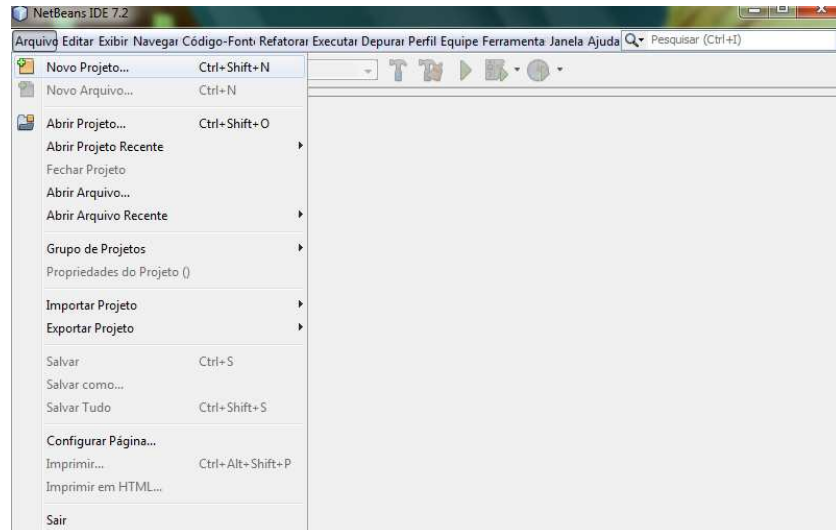 NetBeans IDE 7.2
Arquivo Editar Exibir Navegar Código-Font Refatorar Executar Depurar Perfil Equipe Ferramenta Janela Ajuda Pesquisar (Ctrl+I)
Novo Projeto... Ctrl+Shift+N
Novo Arquivo... Ctrl+N
Abrir Projeto... Ctrl+Shift+O
Abrir Projeto Recente
Fechar Projeto
Abrir Arquivo...
Abrir Arquivo Recente
Grupo de Projetos
Propriedades do Projeto ()
Importar Projeto
Exportar Projeto
Salvar Ctrl+S
Salvar como...
Salvar Tudo Ctrl+Shift+S
Configurar Página...
Imprimir... Ctrl+Alt+Shift+P
Imprimir em HTML...
Sair